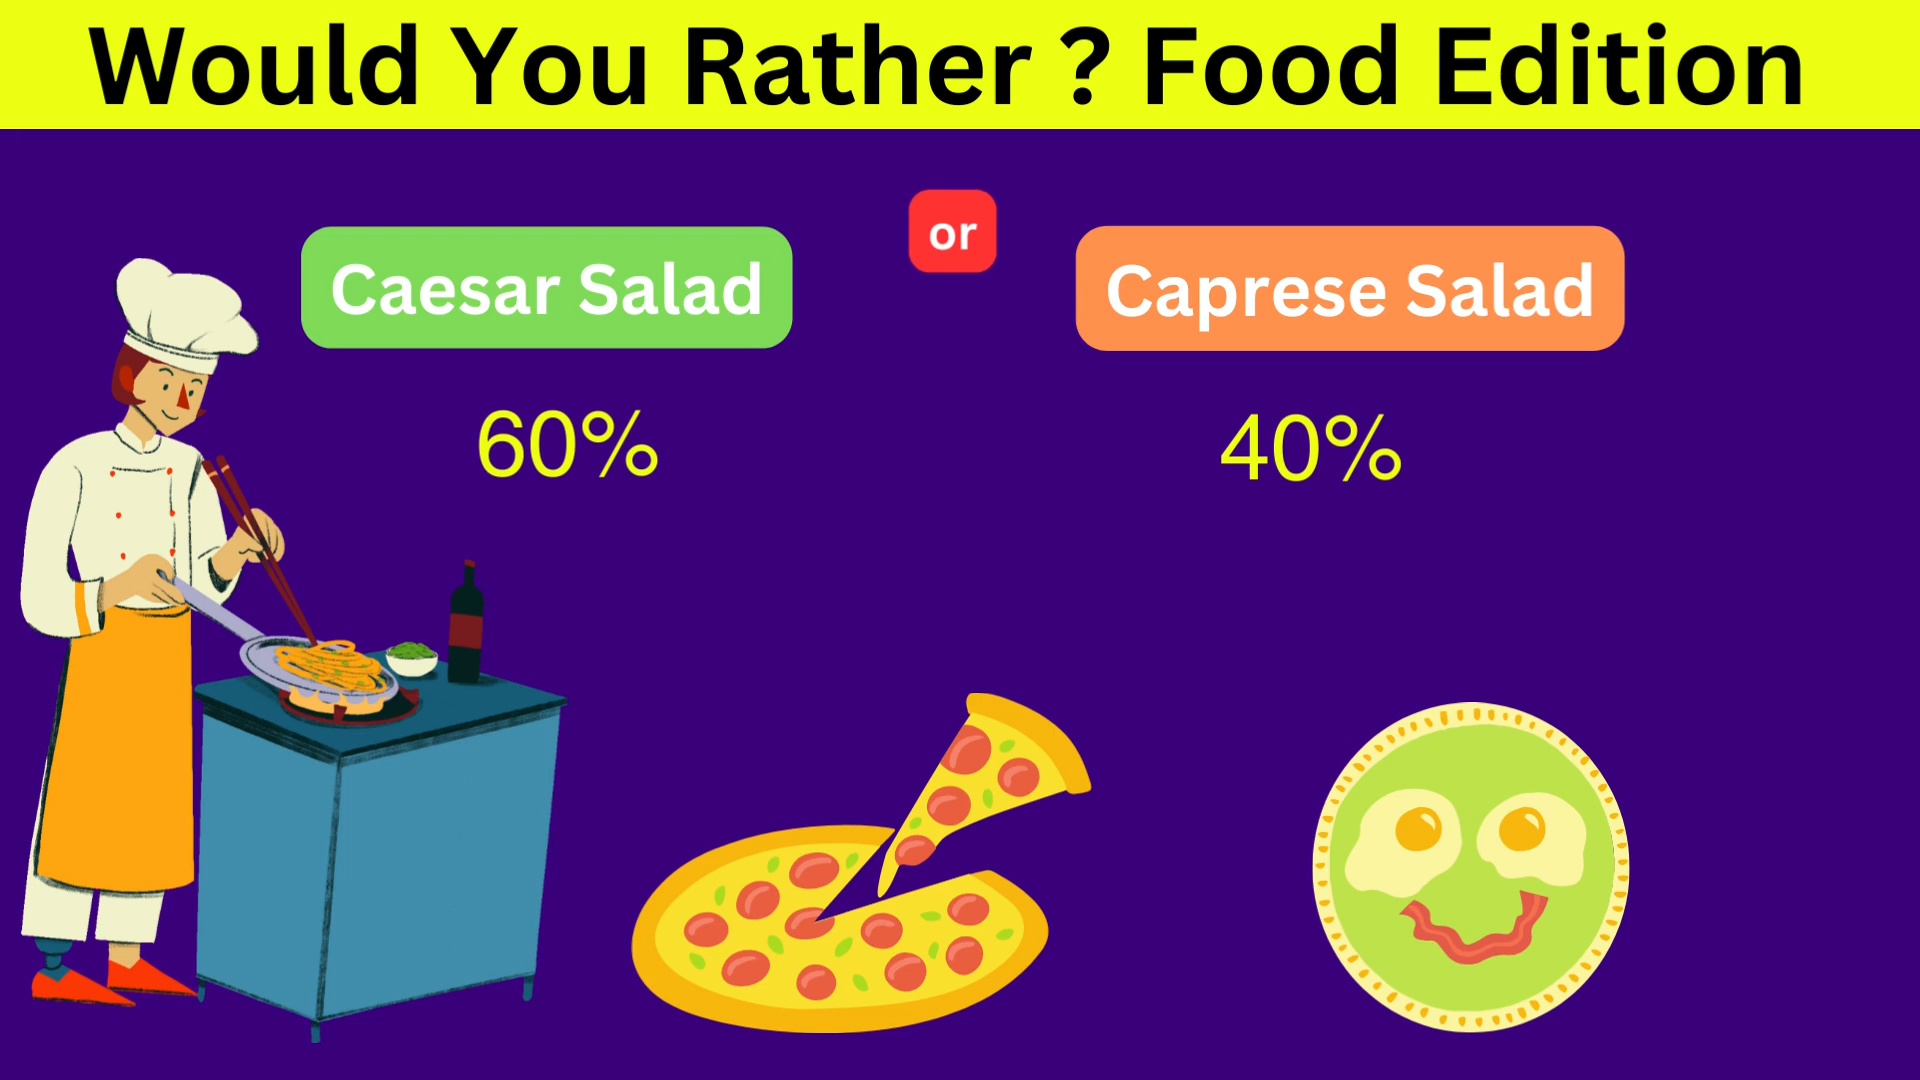 Would You Rather ? Food Edition
or
Caesar Salad
Caprese Salad
60%
40%